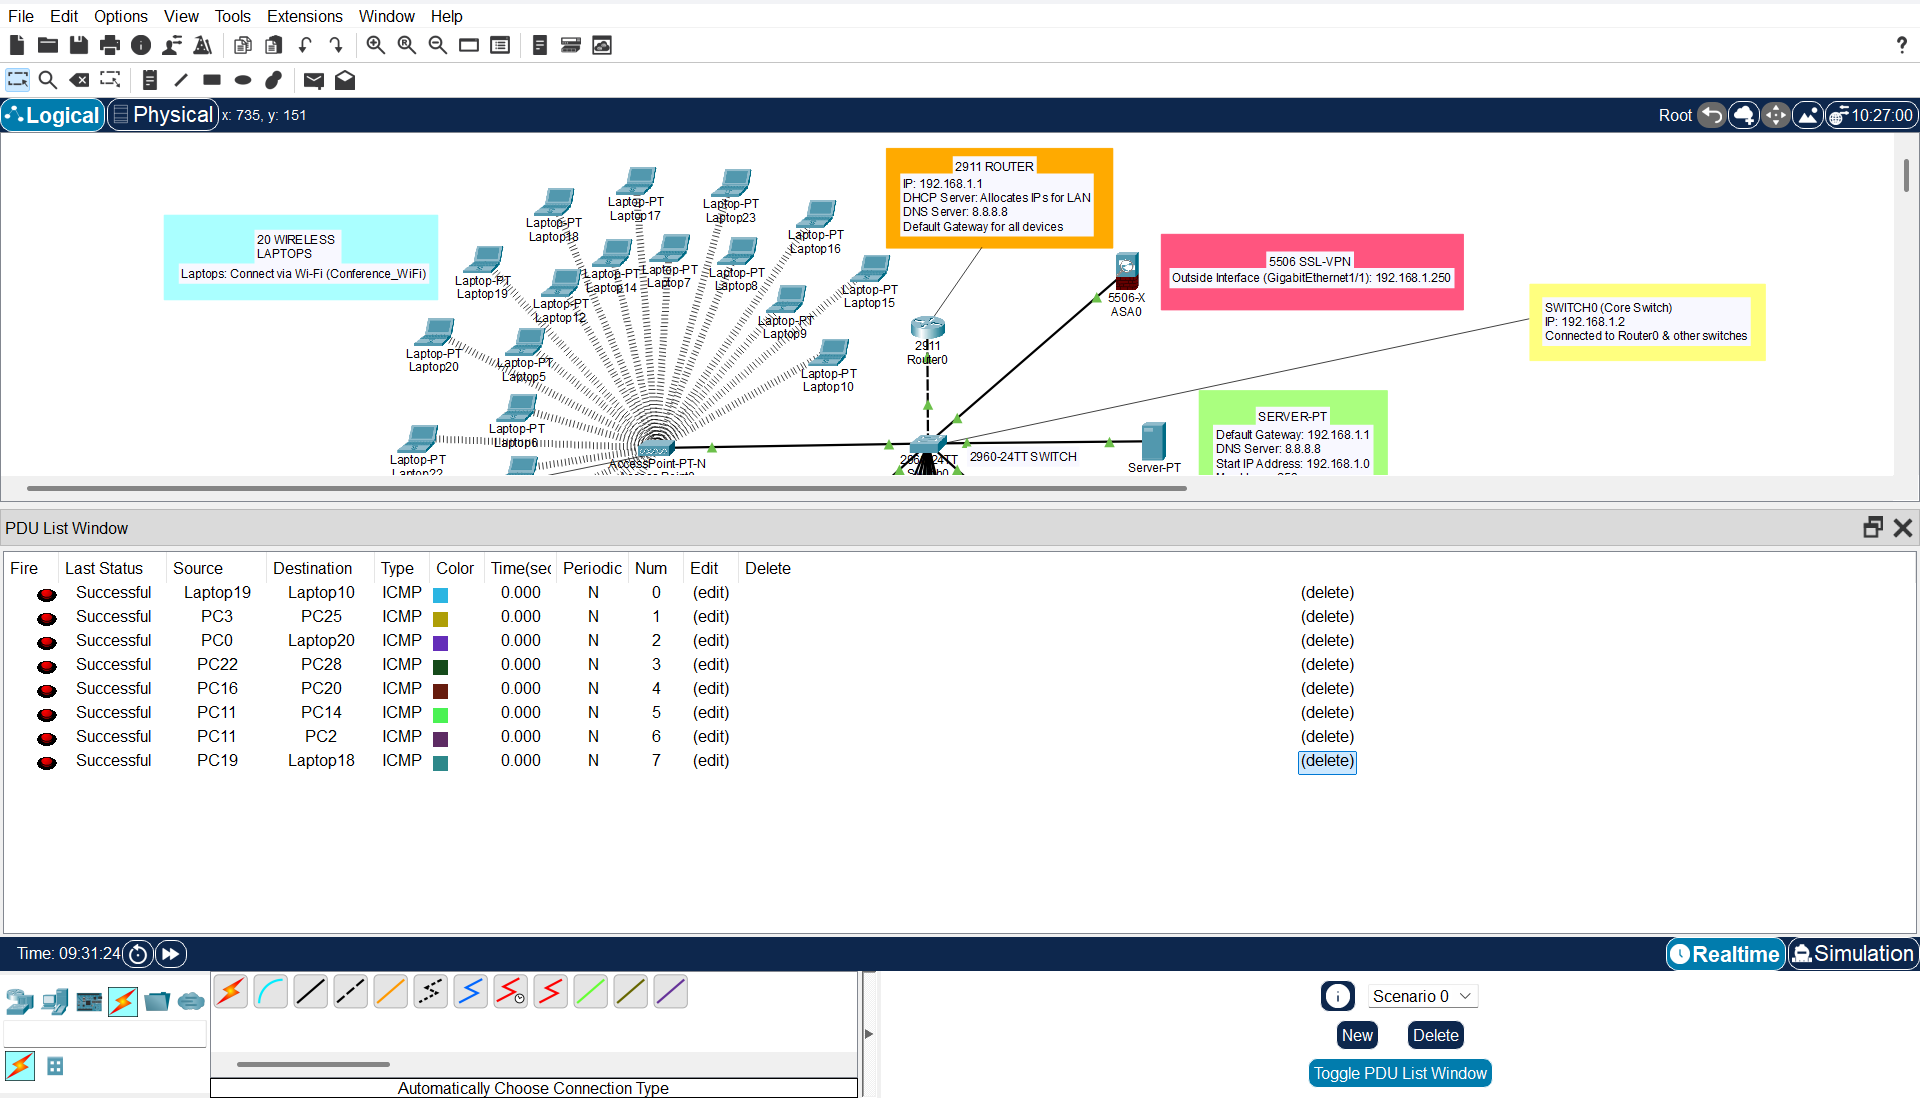 File Edit Options View Tools Extensions Window Help
?
Logical Physical x: 735, y: 151
Root 10:27:00
20 WIRELESS
LAPTOPS
Laptops: Connect via Wi-Fi (Conference_WiFi)
Laptop-PT
Laptop17
Laptop-PT
Laptop23
Laptop-PT
Laptop18
Laptop-PT
Laptop16
Laptop-PT
Laptop19
Laptop-PT
Laptop14
Laptop-PT
Laptop7
Laptop-PT
Laptop8
Laptop-PT
Laptop15
Laptop-PT
Laptop12
Laptop-PT
Laptop9
Laptop-PT
Laptop20
Laptop-PT
Laptop5
Laptop-PT
Laptop10
Laptop-PT
Laptop6
Laptop-PT
Laptop22
AccessPoint-PT-N
2911 ROUTER
IP: 192.168.1.1
DHCP Server: Allocates IPs for LAN
DNS Server: 8.8.8.8
Default Gateway for all devices
2911
Router0
5506-X
ASA0
5506 SSL-VPN
Outside Interface (GigabitEthernet1/1): 192.168.1.250
SWITCH0 (Core Switch)
IP: 192.168.1.2
Connected to Router0 & other switches
2960-24TT
2960-24TT SWITCH
Server-PT
SERVER-PT
Default Gateway: 192.168.1.1
DNS Server: 8.8.8.8
Start IP Address: 192.168.1.0
PDU List Window
Fire Last Status Source Destination Type Color Time(sec Periodic Num Edit Delete
Successful Laptop19 Laptop10 ICMP 0.000 N 0 (edit) (delete)
Successful PC3 PC25 ICMP 0.000 N 1 (edit) (delete)
Successful PC0 Laptop20 ICMP 0.000 N 2 (edit) (delete)
Successful PC22 PC28 ICMP 0.000 N 3 (edit) (delete)
Successful PC16 PC20 ICMP 0.000 N 4 (edit) (delete)
Successful PC11 PC14 ICMP 0.000 N 5 (edit) (delete)
Successful PC11 PC2 ICMP 0.000 N 6 (edit) (delete)
Successful PC19 Laptop18 ICMP 0.000 N 7 (edit) (delete)
Time: 09:31:24
Realtime Simulation
Scenario 0
New Delete
Toggle PDU List Window
Automatically Choose Connection Type